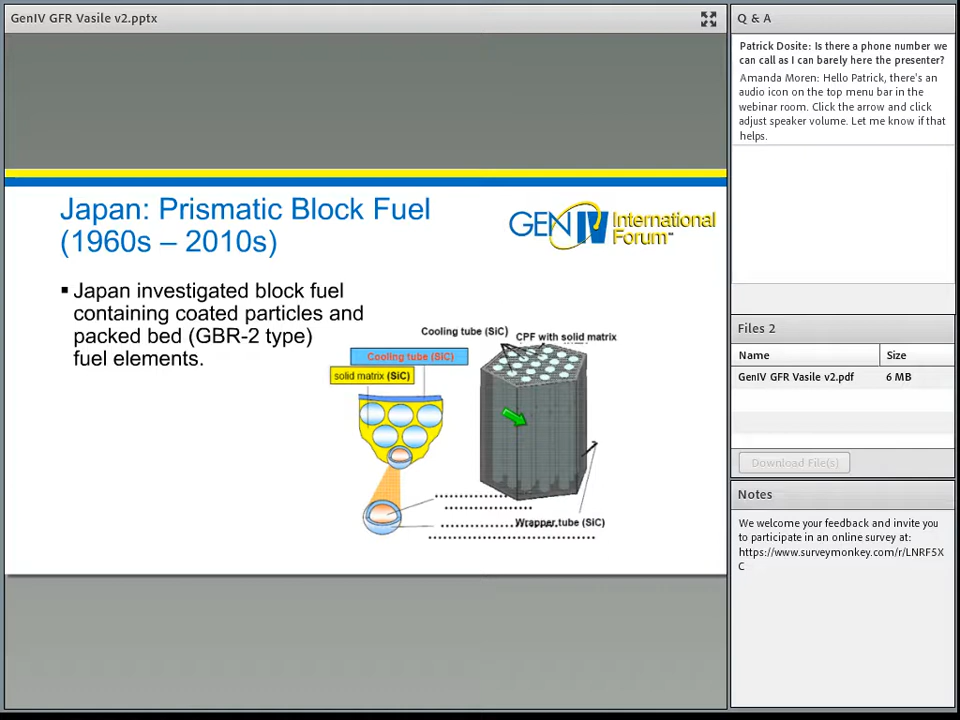 GenIV GFR Vasile v2.pptx
Japan: Prismatic Block Fuel
(1960s – 2010s)
GEN IV International
Forum™
▪ Japan investigated block fuel
containing coated particles and
packed bed (GBR-2 type)
fuel elements.
Cooling tube (SiC)
CPF with solid matrix
Cooling tube (SiC)
solid matrix (SiC)
Wrapper tube (SiC)
Q & A
Patrick Dosite: Is there a phone number we
can call as I can barely here the presenter?
Amanda Moren: Hello Patrick, there's an
audio icon on the top menu bar in the
webinar room. Click the arrow and click
adjust speaker volume. Let me know if that
helps.
Files 2
Name Size
GenIV GFR Vasile v2.pdf 6 MB
Download File(s)
Notes
We welcome your feedback and invite you
to participate in an online survey at:
https://www.surveymonkey.com/r/LNRF5X
C